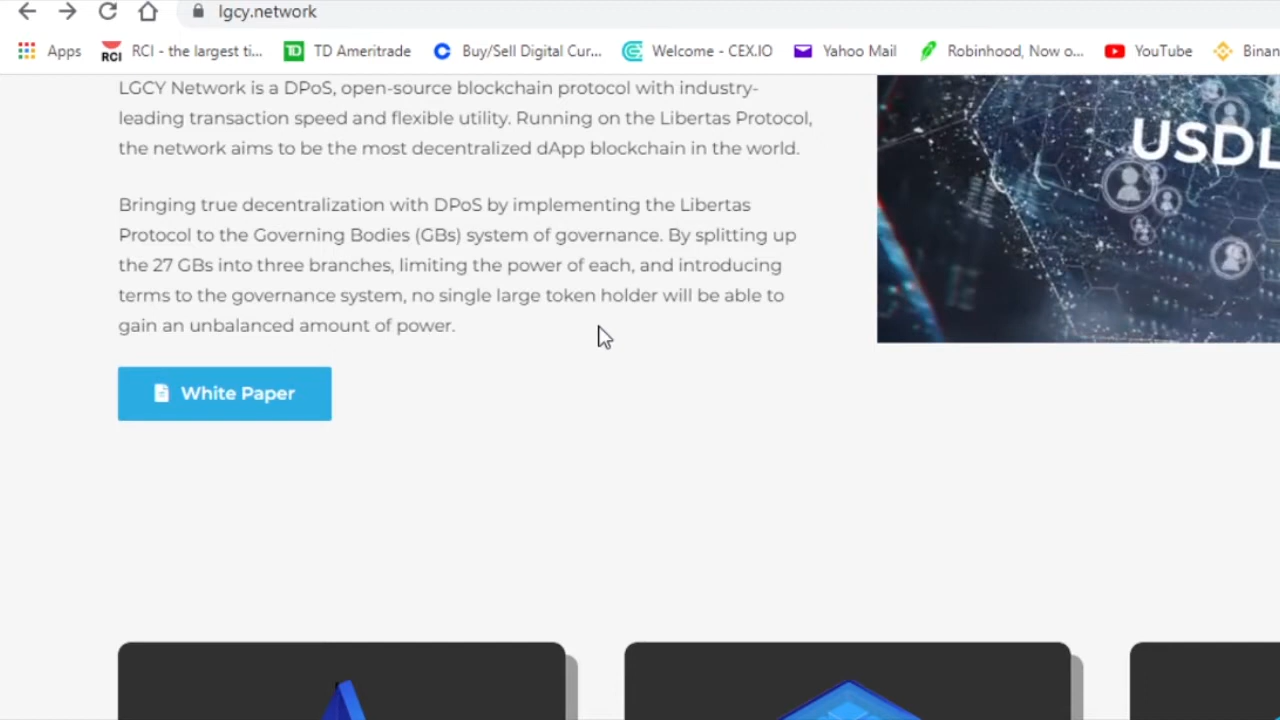 lgcy.network
Apps RCI - the largest ti... TD TD Ameritrade Buy/Sell Digital Cur... Welcome - CEX.IO Yahoo Mail Robinhood, Now o... YouTube Binan
RCI
LGCY Network is a DPoS, open-source blockchain protocol with industry-
leading transaction speed and flexible utility. Running on the Libertas Protocol,
the network aims to be the most decentralized dApp blockchain in the world.
USDL
Bringing true decentralization with DPoS by implementing the Libertas
Protocol to the Governing Bodies (GBs) system of governance. By splitting up
the 27 GBs into three branches, limiting the power of each, and introducing
terms to the governance system, no single large token holder will be able to
gain an unbalanced amount of power.
White Paper